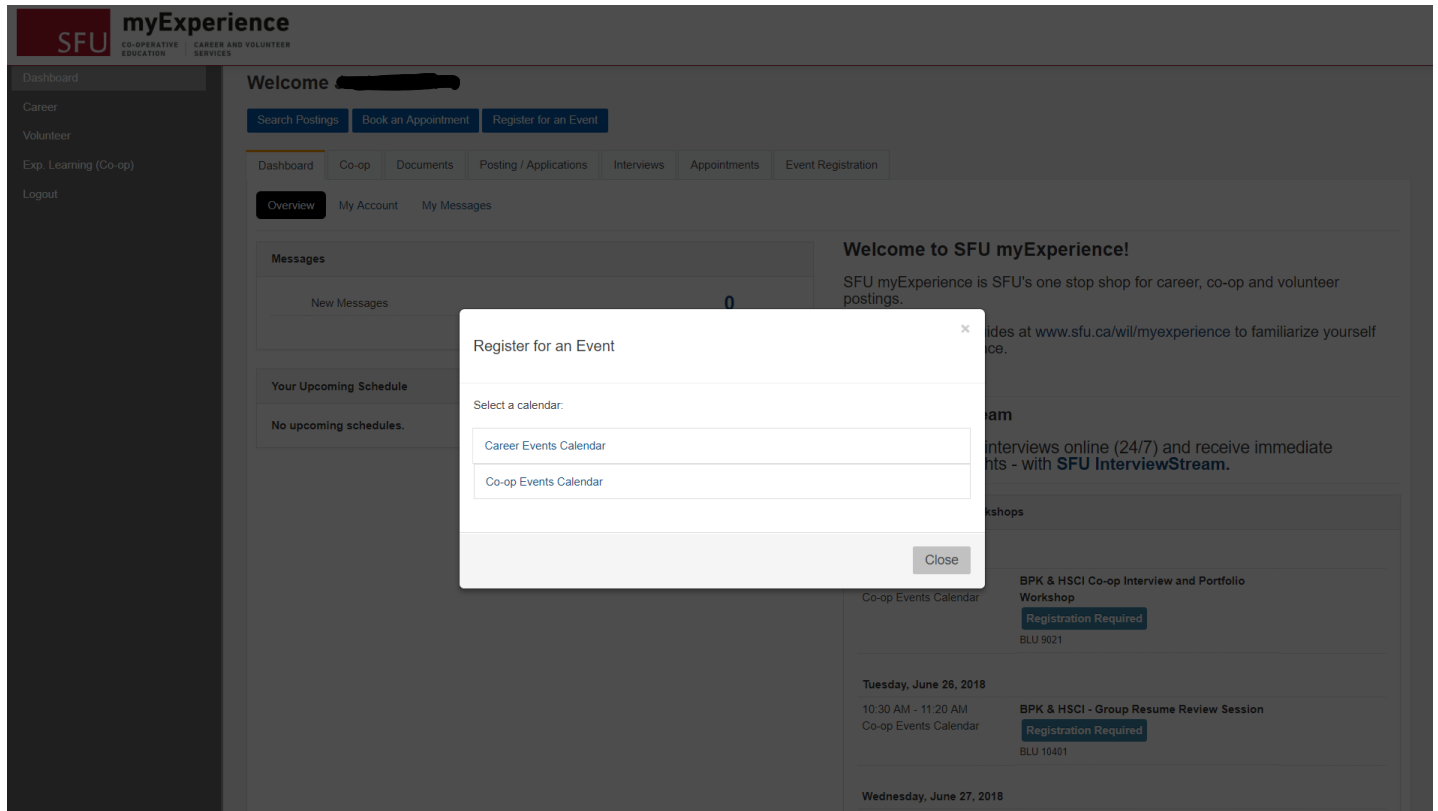 SFU
myExperience
CO-OPERATIVE EDUCATION | CAREER AND VOLUNTEER SERVICES
Dashboard
Career
Volunteer
Exp. Learning (Co-op)
Logout
Welcome
Search Postings
Book an Appointment
Register for an Event
Dashboard
Co-op
Documents
Posting / Applications
Interviews
Appointments
Event Registration
Overview
My Account
My Messages
Messages
New Messages 0
Your Upcoming Schedule
No upcoming schedules.
Register for an Event
×
Select a calendar:
Career Events Calendar
Co-op Events Calendar
Close
Welcome to SFU myExperience!
SFU myExperience is SFU's one stop shop for career, co-op and volunteer
postings.
at www.sfu.ca/wil/myexperience to familiarize yourself
interviews online (24/7) and receive immediate
- with SFU InterviewStream.
Co-op Events Calendar
BPK & HSCI Co-op Interview and Portfolio
Workshop
Registration Required
BLU 9021
Tuesday, June 26, 2018
10:30 AM - 11:20 AM
Co-op Events Calendar
BPK & HSCI - Group Resume Review Session
Registration Required
BLU 10401
Wednesday, June 27, 2018